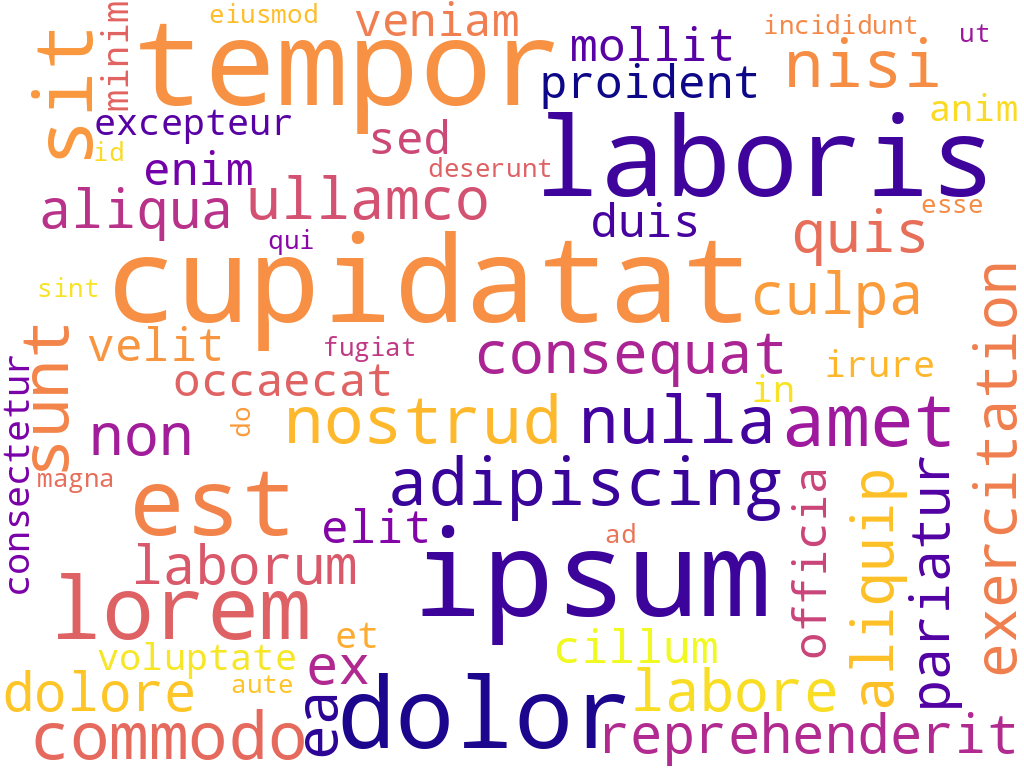 eiusmod
veniam
incididunt
ut
minim
sit
tempor
mollit
nisi
proident
anim
excepteur
sed
laboris
id
enim
deserunt
aliqua
ullamco
duis
esse
quis
qui
cupidatat
sint
culpa
exercitation
sunt
velit
fugiat
consequat
irure
consectetur
occaecat
in
do
nostrud
nulla
amet
non
magna
adipiscing
est
officia
aliquip
pariatur
elit
ad
laborum
ipsum
lorem
et
cillum
voluptate
ex
dolore
aute
labore
ea
dolor
commodo
reprehenderit